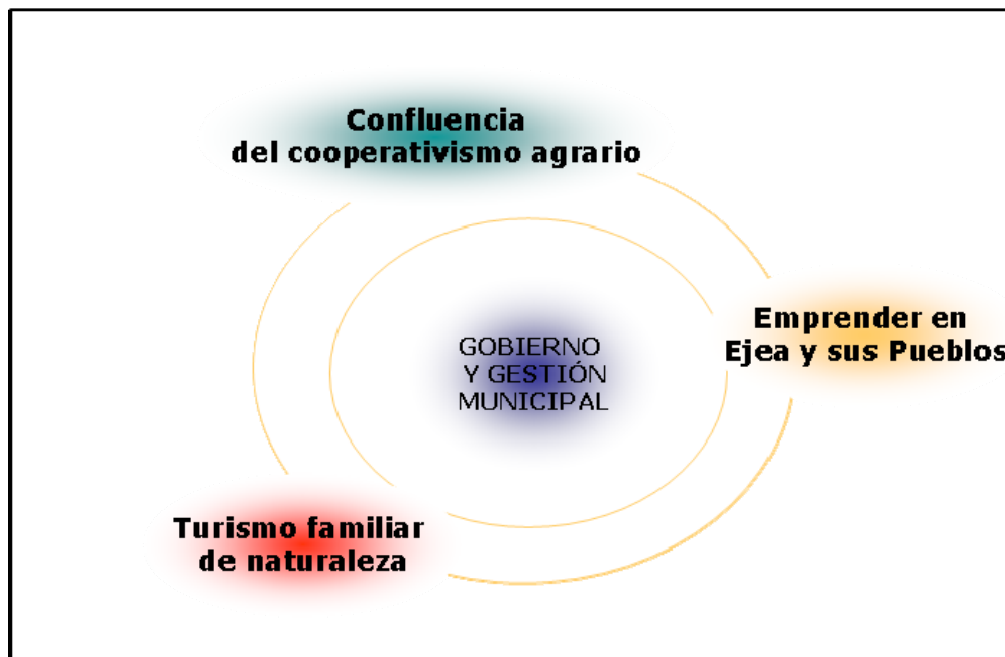 Confluencia
del cooperativismo agrario
Emprender en
Ejea y sus Pueblos
GOBIERNO
Y GESTIÓN
MUNICIPAL
Turismo familiar
de naturaleza